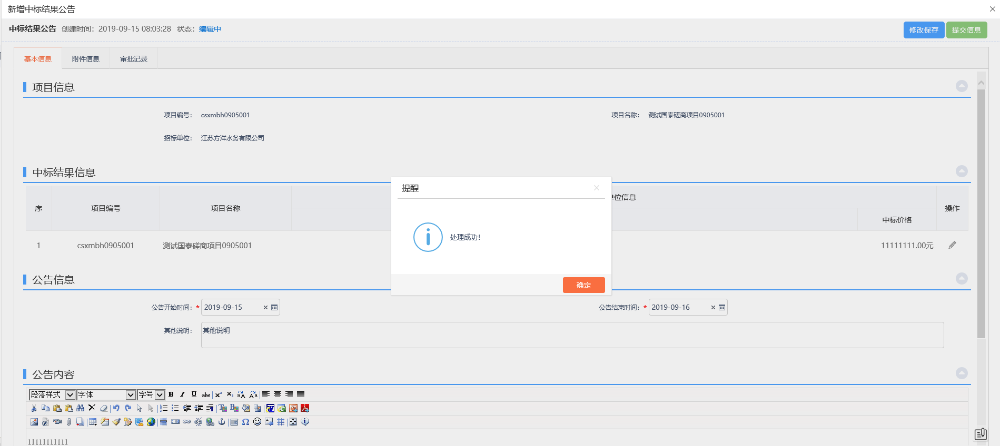 新增中标结果公告
中标结果公告 创建时间：2019-09-15 08:03:28 状态：编辑中 修改保存 提交信息
基本信息 附件信息 审批记录
项目信息
项目编号： csxmbh0905001 项目名称： 测试国泰磋商项目0905001
招标单位： 江苏方洋水务有限公司
中标结果信息
提醒
单位信息
序 项目编号 项目名称 操作
中标价格
处理成功!
1 csxmbh0905001 测试国泰磋商项目0905001 11111111.00元
公告信息
确定
公告开始时间：* 2019-09-15 公告结束时间：* 2019-09-16
其他说明： 其他说明
公告内容
段落样式 字体 字号
11111111111